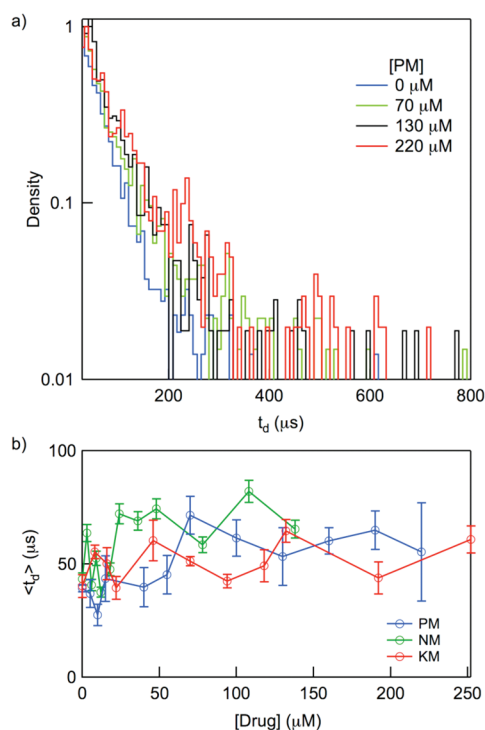 a)
1
0.1
0.01
Density
[PM]
0 μM
70 μM
130 μM
220 μM
200
400
600
800
t_d (μs)
b)
100
50
0
<t_d> (μs)
PM
NM
KM
0
50
100
150
200
250
[Drug] (μM)